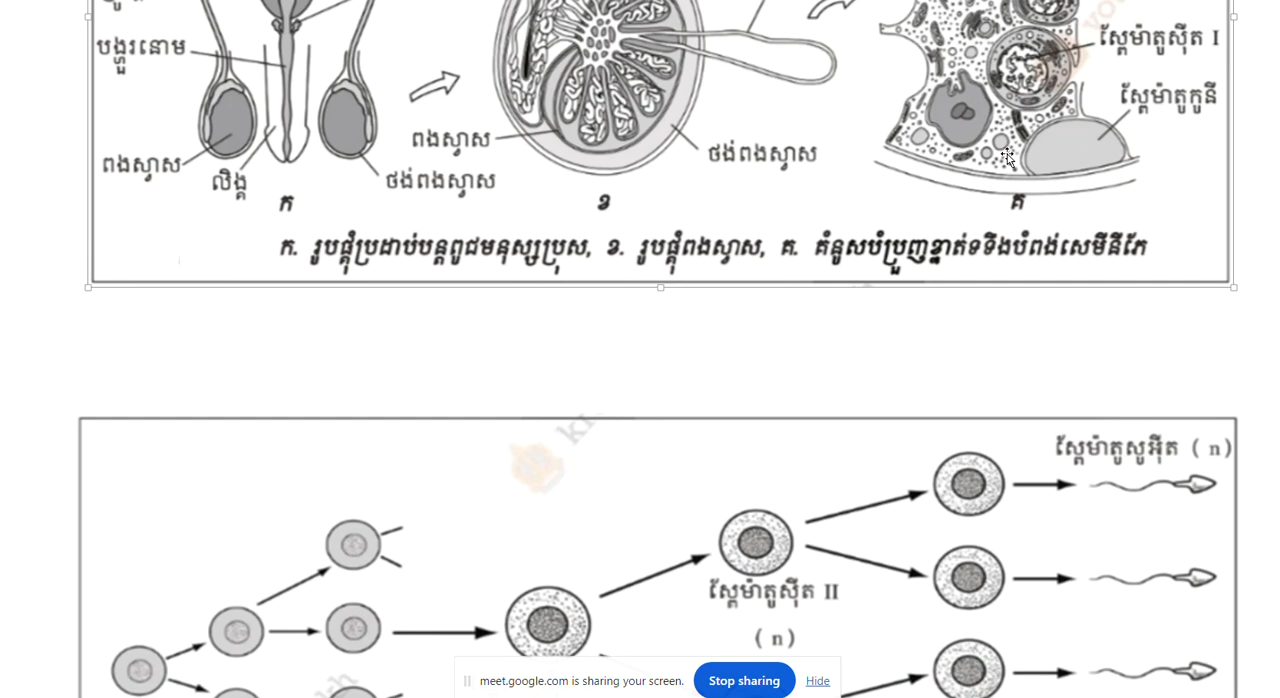 បង្ហួរនោម
ស្ពែម៉ាតូស៊ីត I
ស្ពែម៉ាតូកូនី
ពងស្វាស
ថង់ពងស្វាស
ពងស្វាស
លិង្គ
ថង់ពងស្វាស
ក
ខ
គ
ក. រូបផ្គុំប្រដាប់បន្តពូជមនុស្សប្រុស, ខ. រូបផ្គុំពងស្វាស, គ. គំនូសបំប្រួញខ្នាត់ទទឹងបំពង់សេមីនីភែ
ស្ពែម៉ាតូសូអ៊ីត ( n )
ស្ពែម៉ាតូស៊ីត II
( n )
meet.google.com is sharing your screen.
Stop sharing
Hide